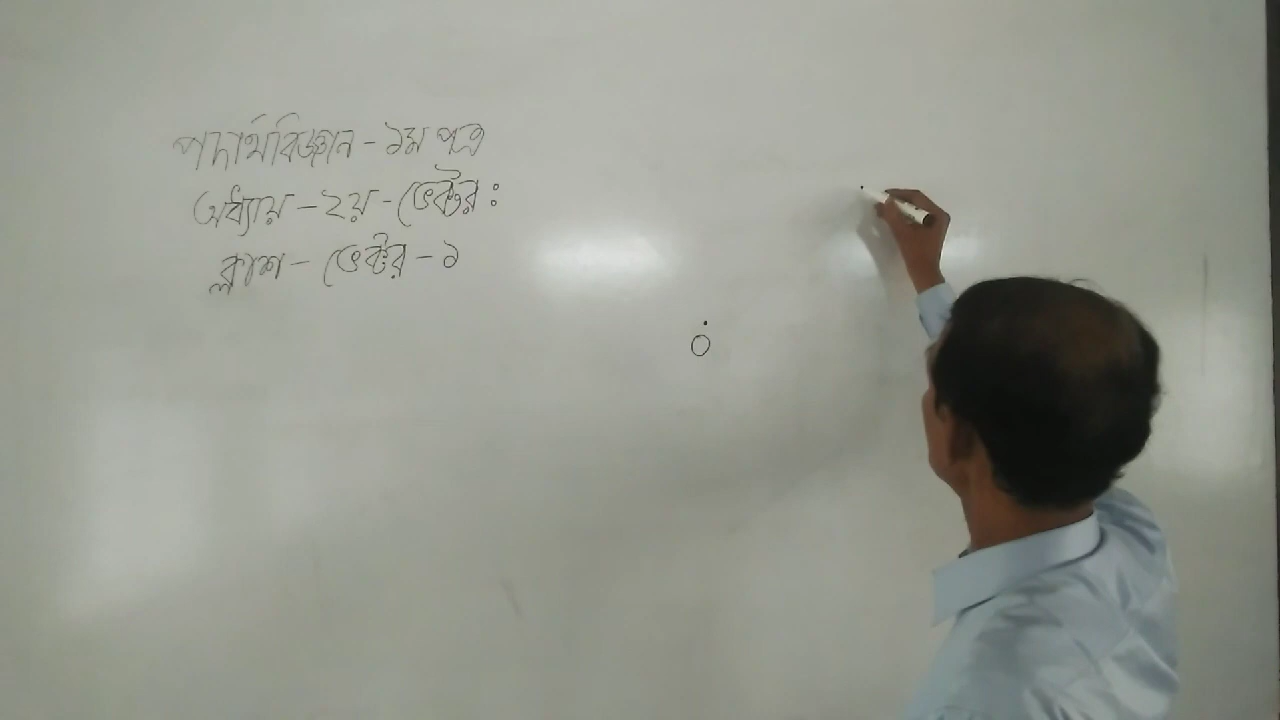 পদার্থবিজ্ঞান - ১ম পত্র
অধ্যায় - ২য় - ভেক্টর :
ক্লাশ - ভেক্টর - ১
O